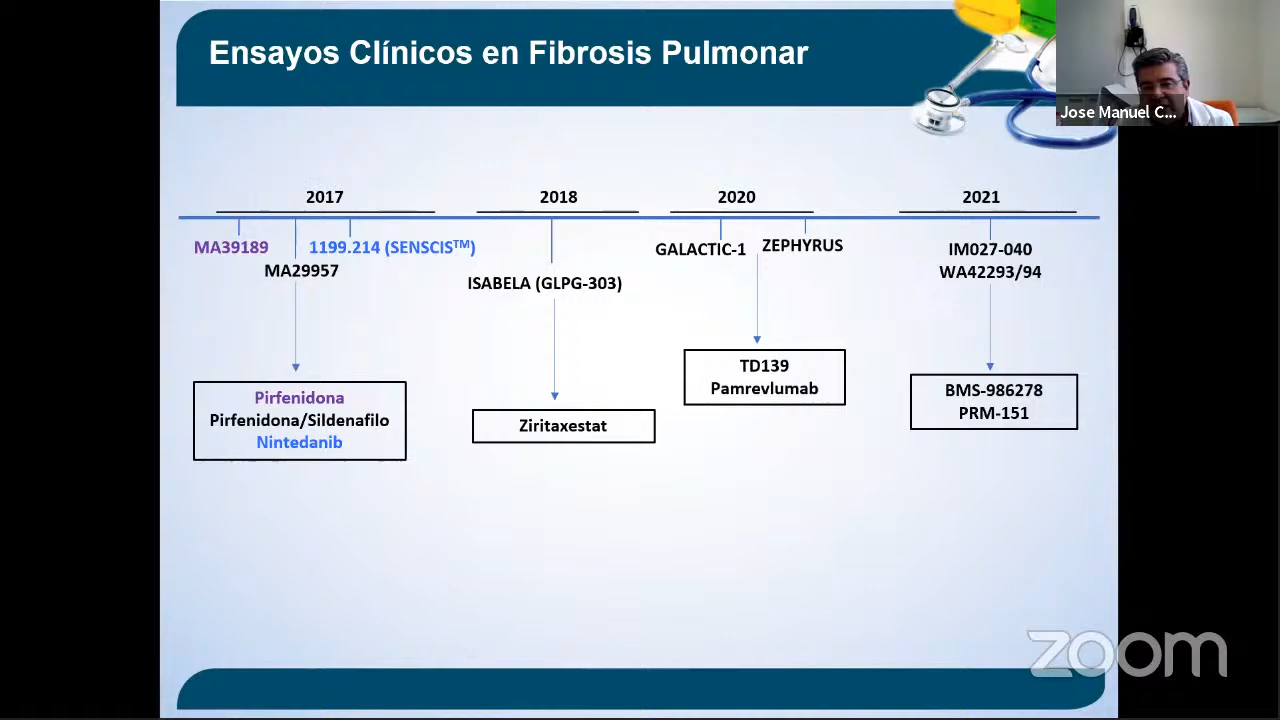 Ensayos Clínicos en Fibrosis Pulmonar
Jose Manuel C...
2017
2018
2020
2021
MA39189
1199.214 (SENSCIS™)
MA29957
ISABELA (GLPG-303)
GALACTIC-1
ZEPHYRUS
IM027-040
WA42293/94
Pirfenidona
Pirfenidona/Sildenafilo
Nintedanib
Ziritaxestat
TD139
Pamrevlumab
BMS-986278
PRM-151
zoom